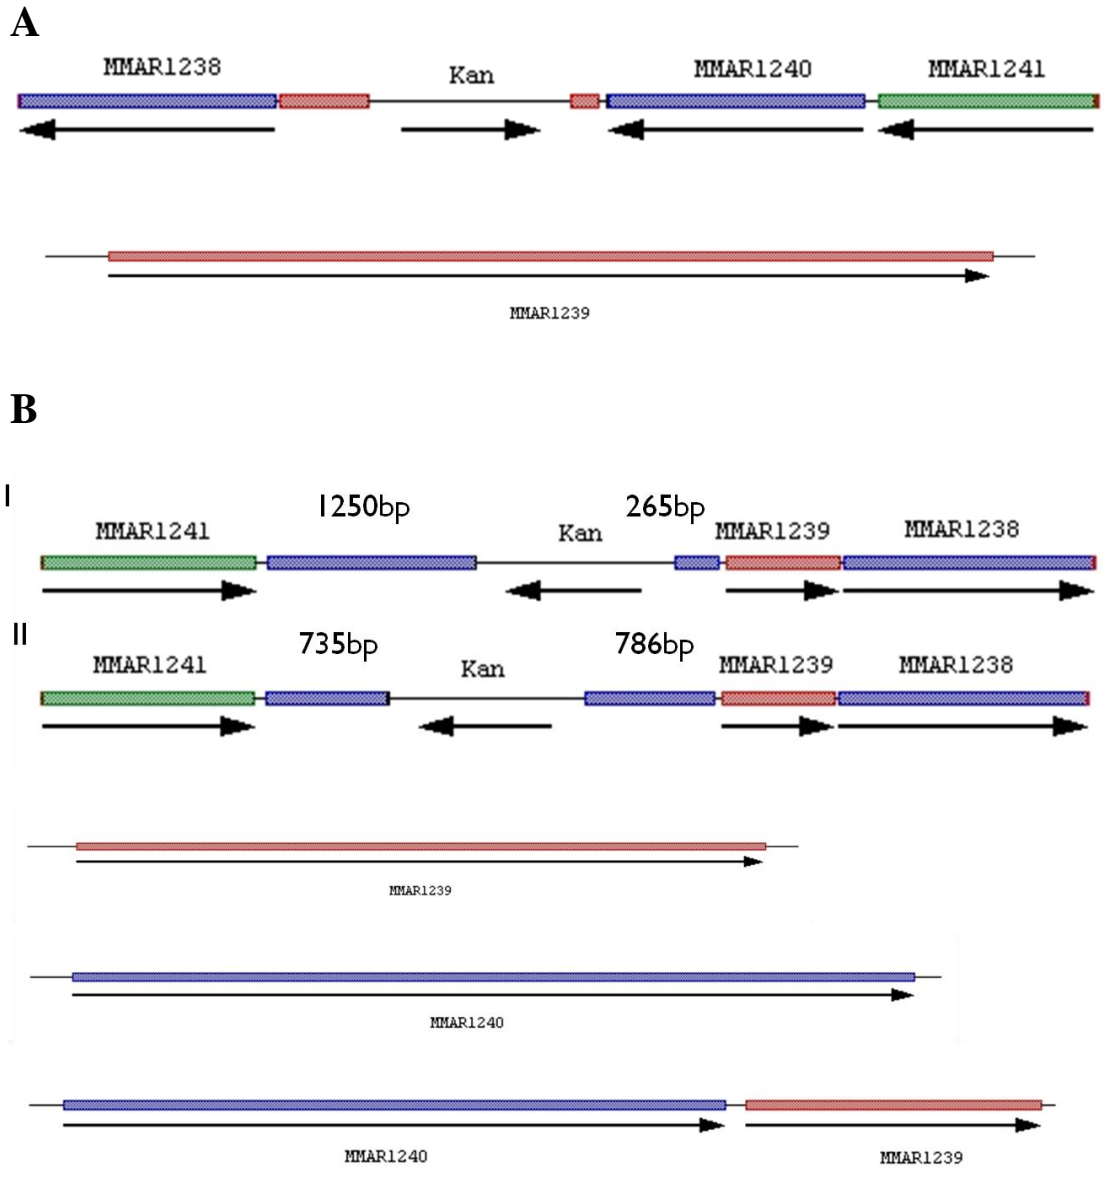 A
MMAR1238 Kan MMAR1240 MMAR1241
MMAR1239
B
I 1250bp 265bp
MMAR1241 Kan MMAR1239 MMAR1238
II 735bp 786bp
MMAR1241 Kan MMAR1239 MMAR1238
MMAR1239
MMAR1240
MMAR1240 MMAR1239